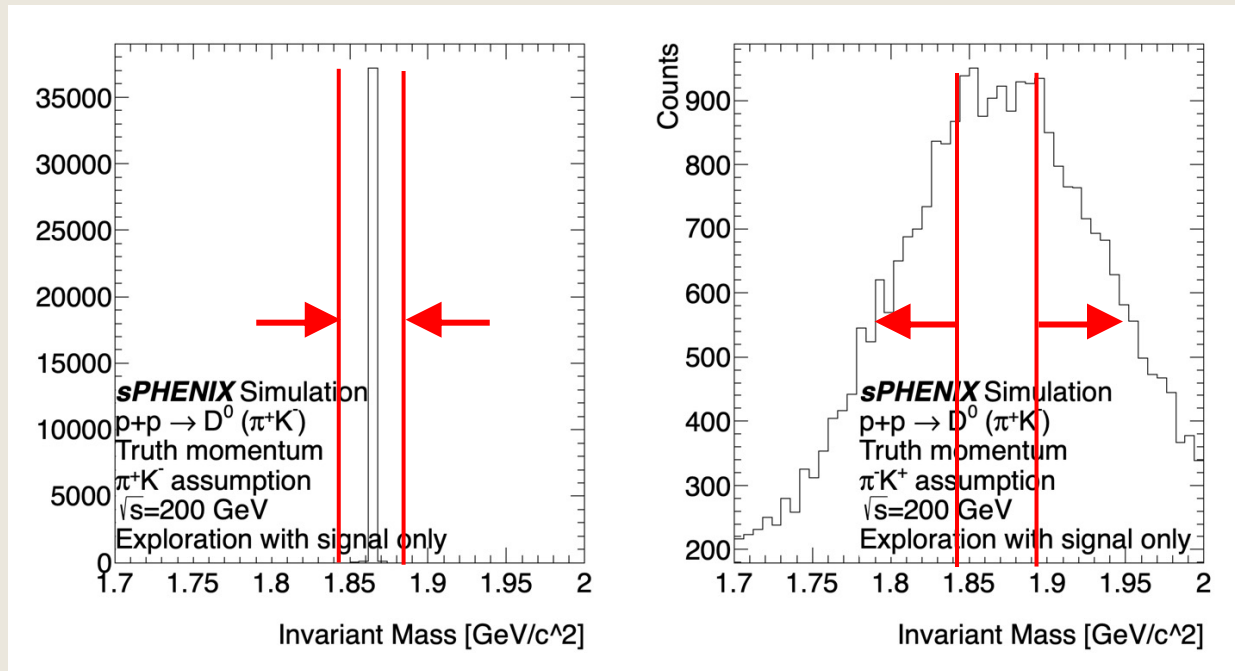 35000
30000
25000
20000
15000
10000
5000
0
sPHENIX Simulation
p+p → D⁰ (π⁺K⁻)
Truth momentum
π⁺K⁻ assumption
√s=200 GeV
Exploration with signal only
1.7 1.75 1.8 1.85 1.9 1.95 2
Invariant Mass [GeV/c^2]
Counts
900
800
700
600
500
400
300
200
sPHENIX Simulation
p+p → D⁰ (π⁺K⁻)
Truth momentum
π⁻K⁺ assumption
√s=200 GeV
Exploration with signal only
1.7 1.75 1.8 1.85 1.9 1.95 2
Invariant Mass [GeV/c^2]